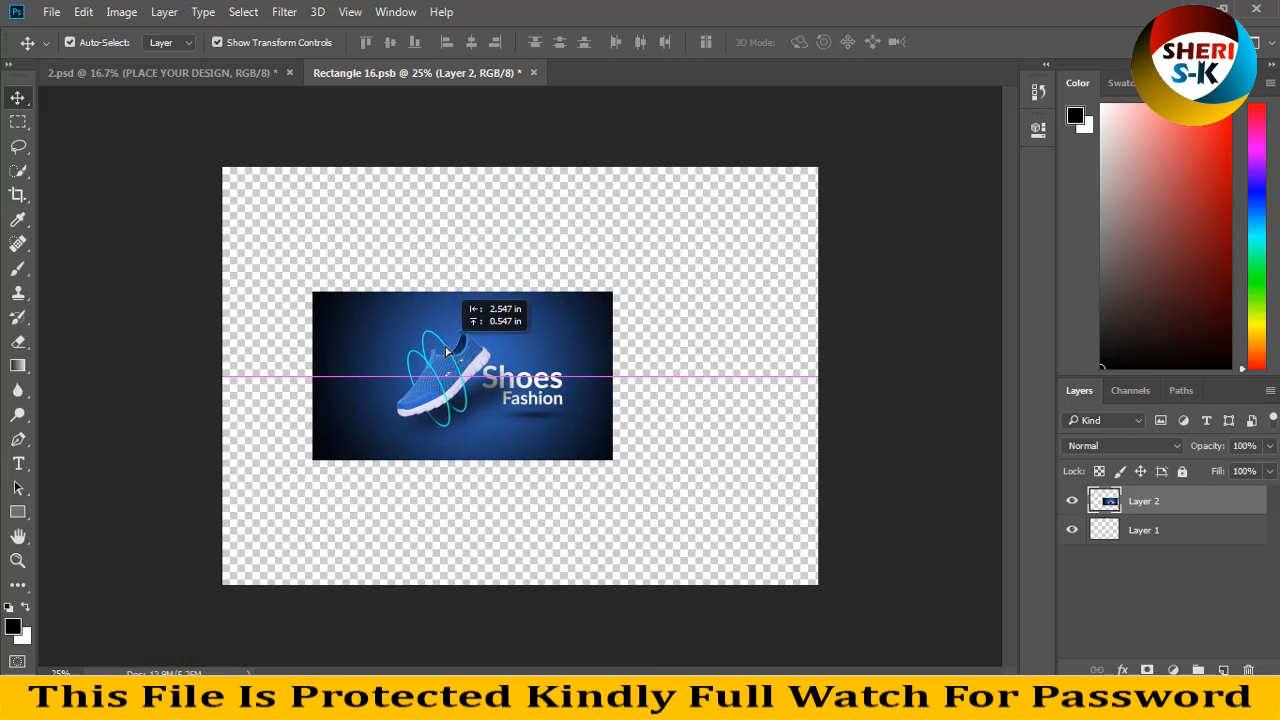 Ps File Edit Image Layer Type Select Filter 3D View Window Help
Auto-Select: Layer Show Transform Controls 3D Mode:
SHERI
S-K
2.psd @ 16.7% (PLACE YOUR DESIGN, RGB/8) * × Rectangle 16.psb @ 25% (Layer 2, RGB/8) * ×
Color
2.547 in
0.547 in
Shoes
Fashion
Layers Channels Paths
Kind
Normal Opacity: 100%
Lock: Fill: 100%
Layer 2
Layer 1
fx
This File Is Protected Kindly Full Watch For Password